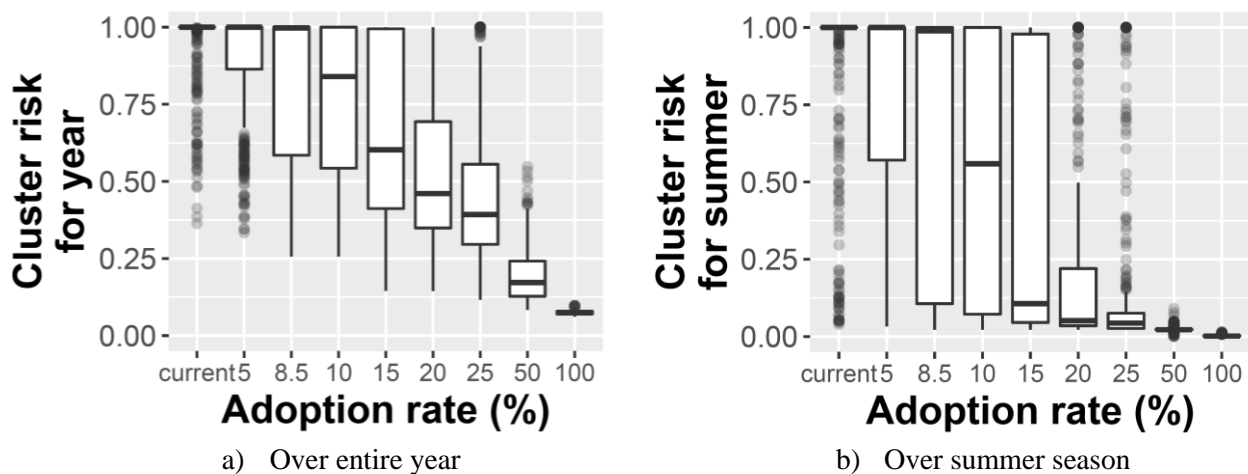 Cluster risk
for year
1.00
0.75
0.50
0.25
0.00
current 5 8.5 10 15 20 25 50 100
Adoption rate (%)
a) Over entire year
Cluster risk
for summer
1.00
0.75
0.50
0.25
0.00
current 5 8.5 10 15 20 25 50 100
Adoption rate (%)
b) Over summer season